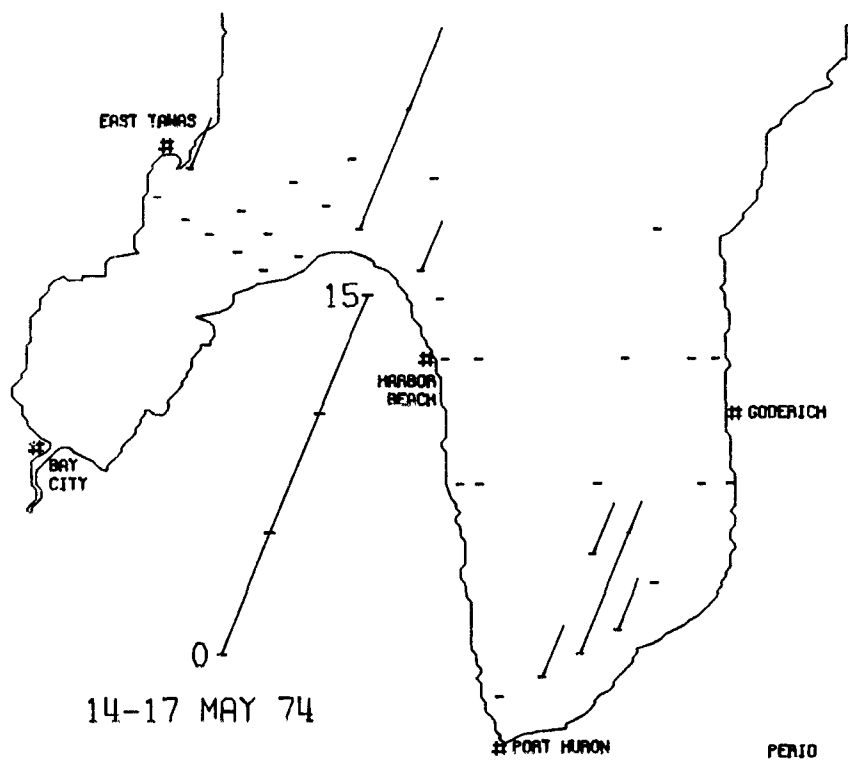 EAST TAWAS
#
15
#
HARBOR
BEACH
# GODERICH
#
BAY
CITY
0
14-17 MAY 74
# PORT HURON
PERIO